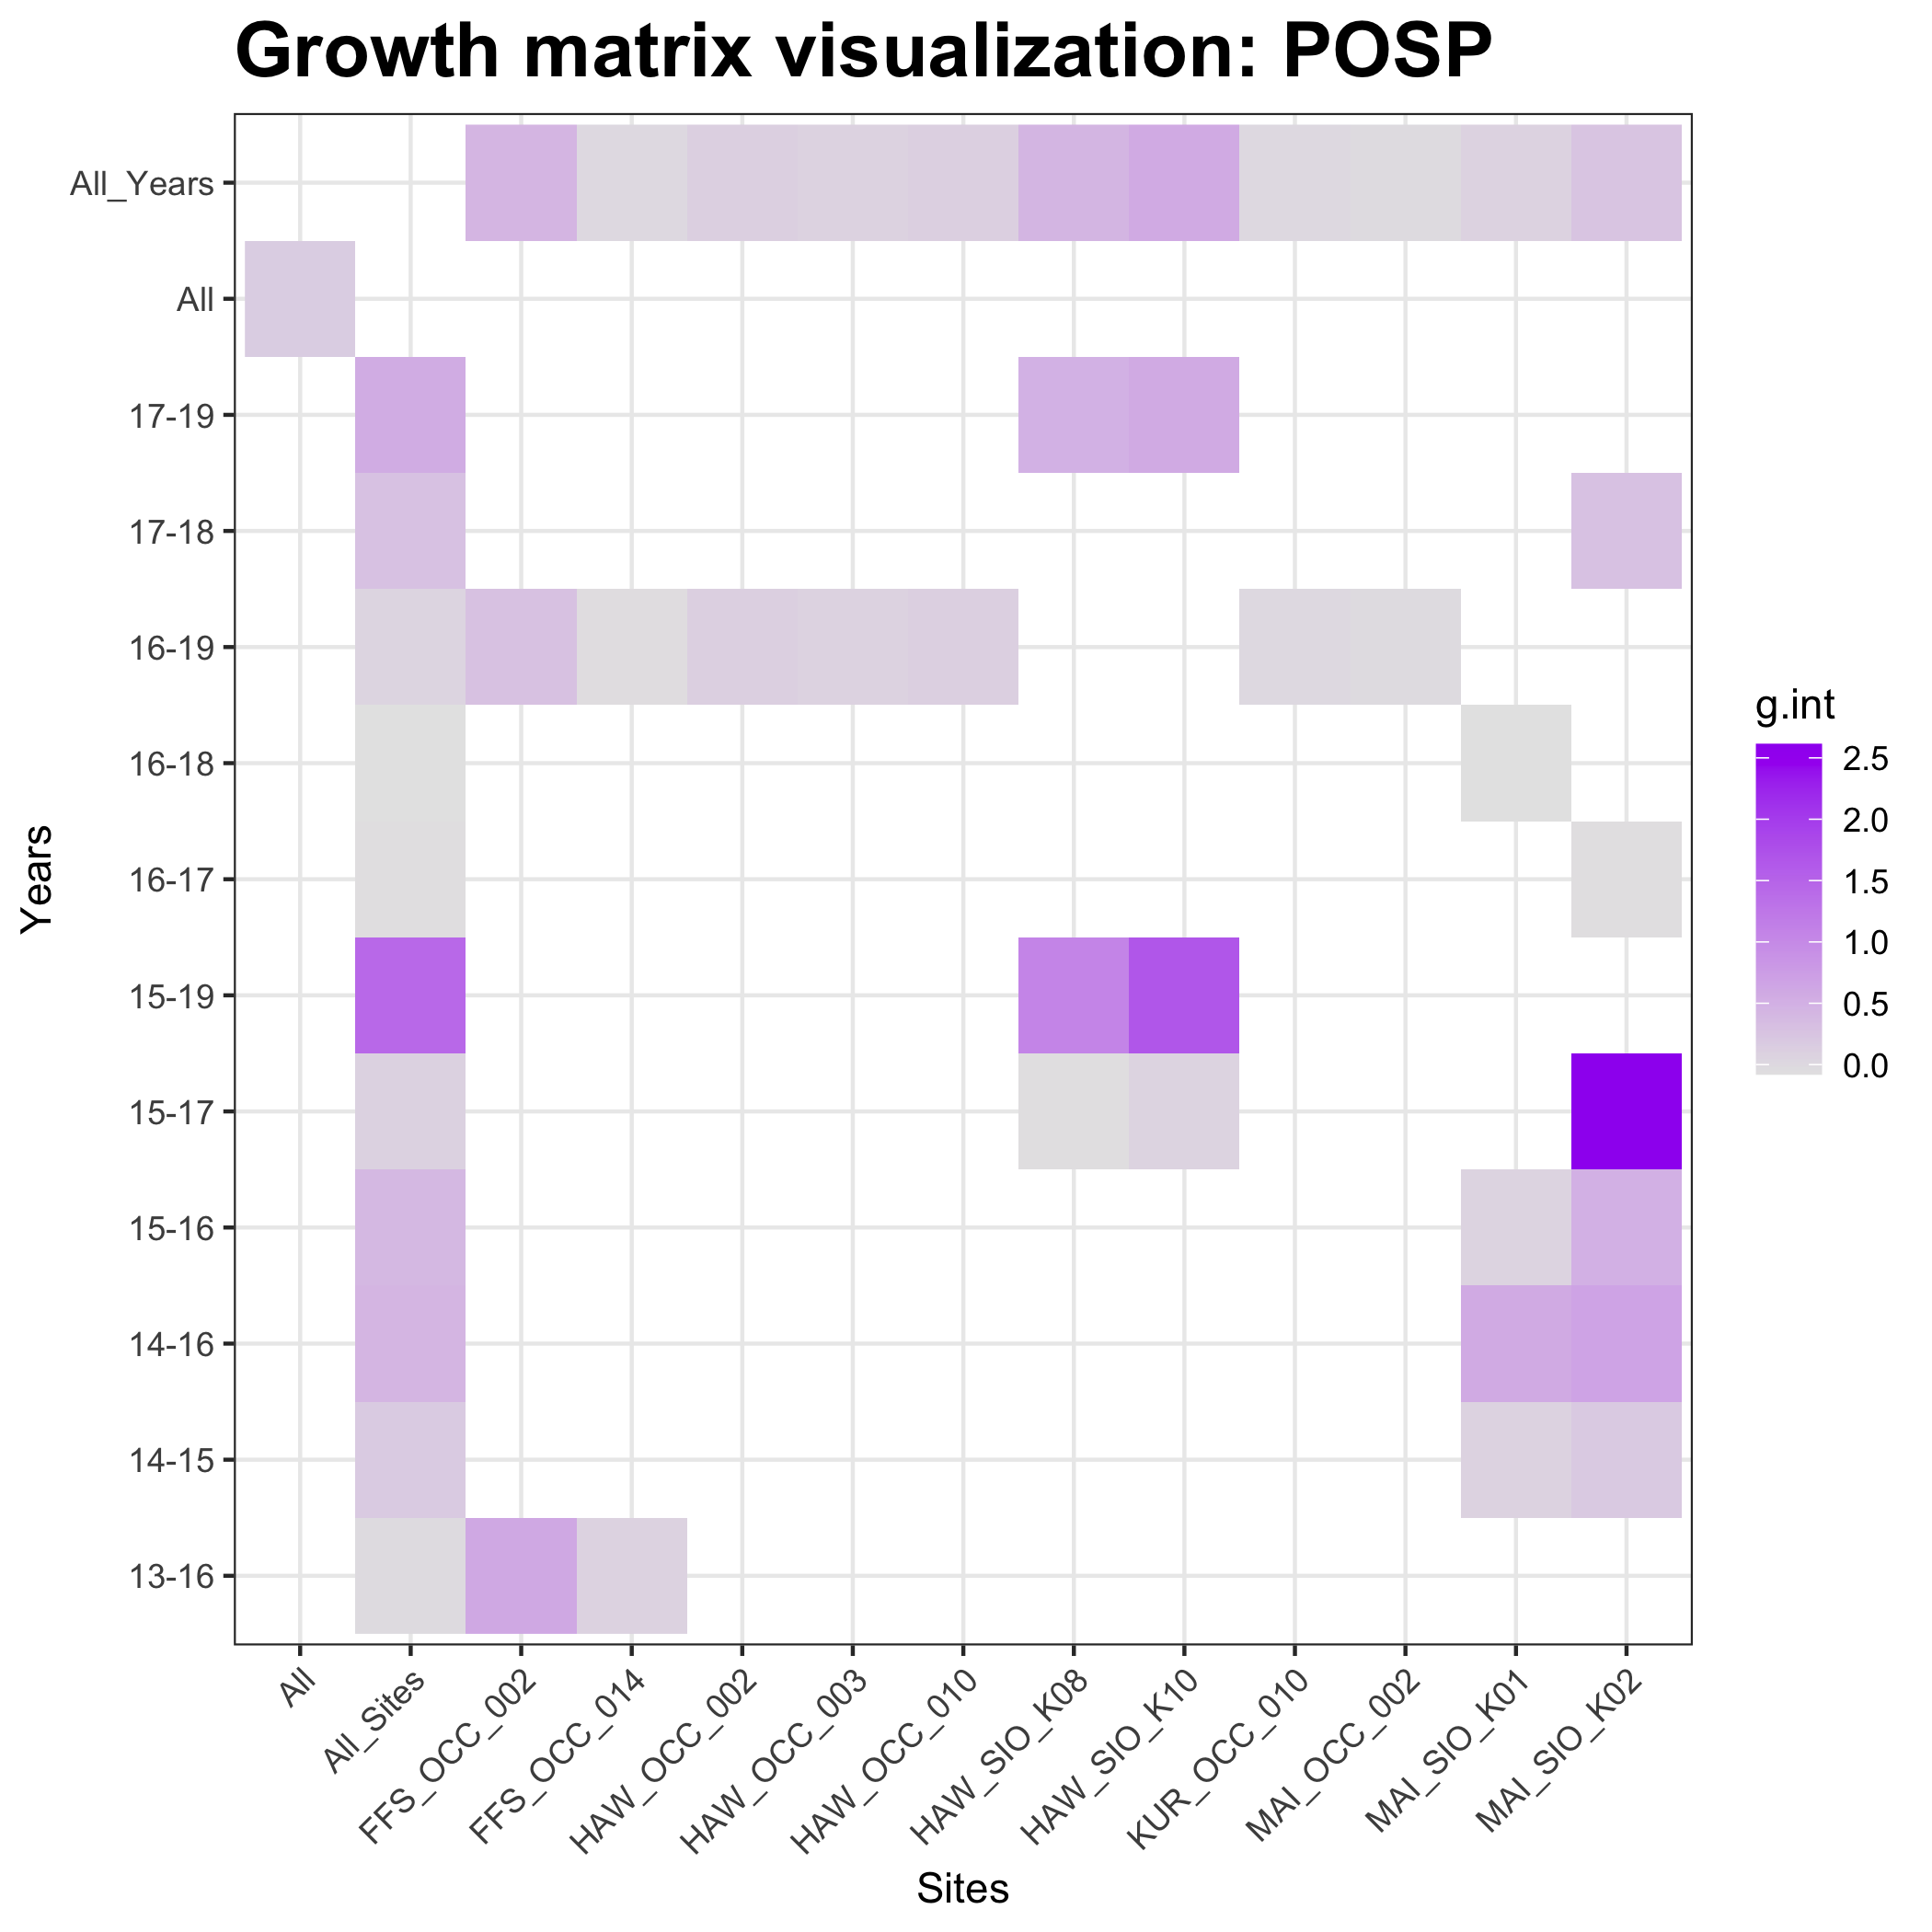 Growth matrix visualization: POSP
All_Years
All
17-19
17-18
16-19
16-18
16-17
15-19
15-17
15-16
14-16
14-15
13-16
Years
All
All_Sites
FFS_OCC_002
FFS_OCC_014
HAW_OCC_002
HAW_OCC_003
HAW_OCC_010
HAW_SIO_K08
HAW_SIO_K10
KUR_OCC_010
MAI_OCC_002
MAI_SIO_K01
MAI_SIO_K02
Sites
g.int
2.5
2.0
1.5
1.0
0.5
0.0